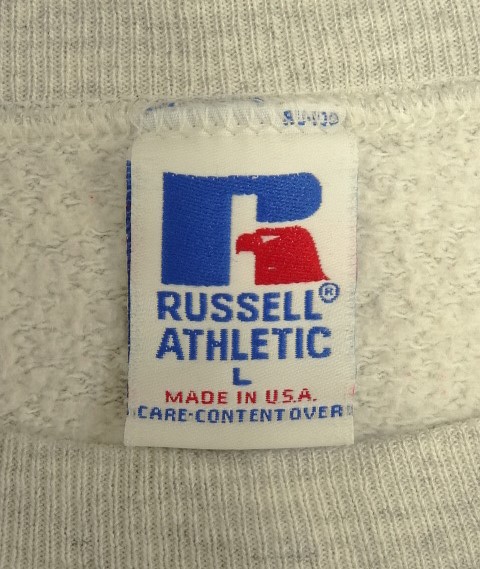 RUSSELL®
ATHLETIC
L
MADE IN U.S.A.
CARE-CONTENT OVER